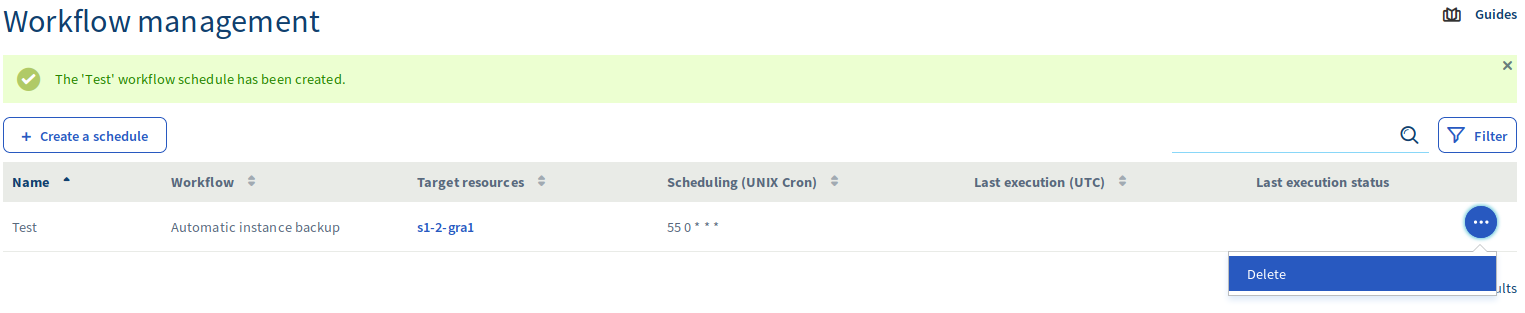 Workflow management
Guides
The 'Test' workflow schedule has been created.
+ Create a schedule
Filter
Name Workflow Target resources Scheduling (UNIX Cron) Last execution (UTC) Last execution status
Test Automatic instance backup s1-2-gra1 55 0 * * *
Delete